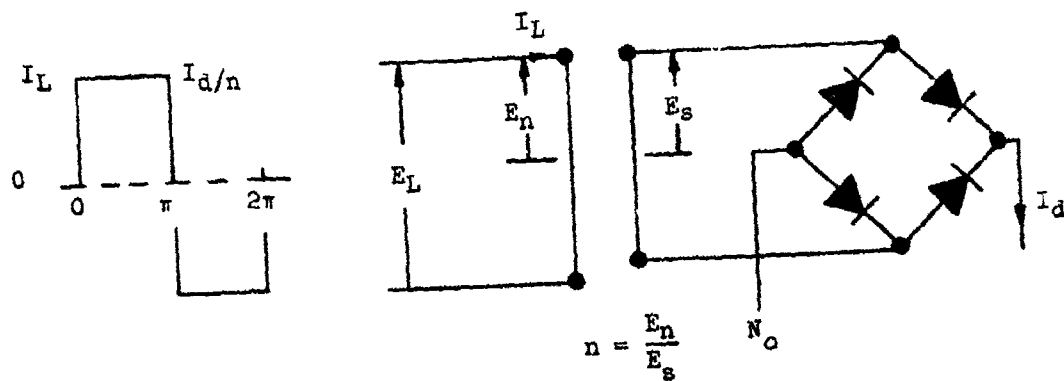 I_L
I_d/n
0
0
π
2π
I_L
E_n
E_L
E_s
I_d
N_o
n = E_n/E_s